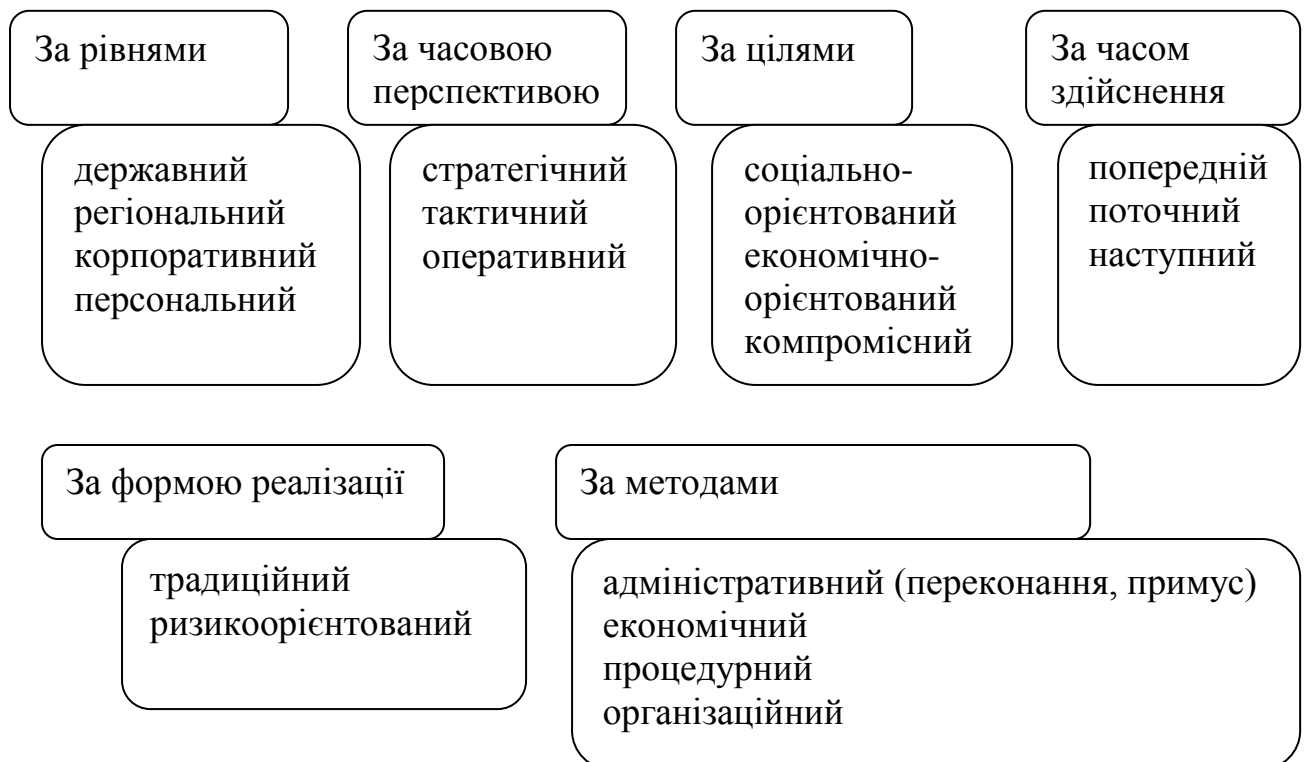 За рівнями
державний
регіональний
корпоративний
персональний
За часовою
перспективою
стратегічний
тактичний
оперативний
За цілями
соціально-
орієнтований
економічно-
орієнтований
компромісний
За часом
здійснення
попередній
поточний
наступний
За формою реалізації
традиційний
ризикоорієнтований
За методами
адміністративний (переконання, примус)
економічний
процедурний
організаційний